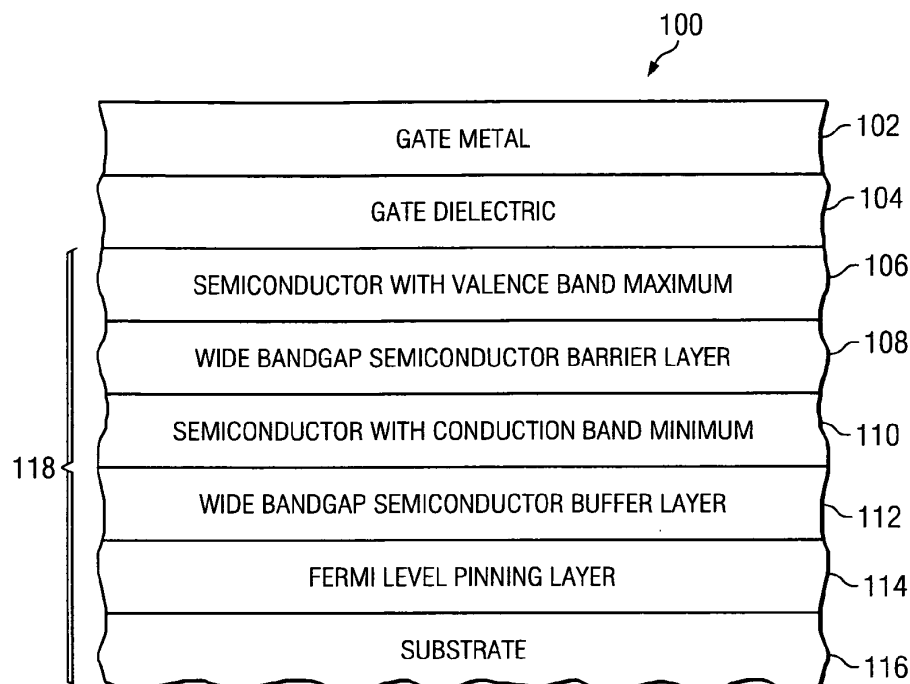 100
GATE METAL 102
GATE DIELECTRIC 104
SEMICONDUCTOR WITH VALENCE BAND MAXIMUM 106
WIDE BANDGAP SEMICONDUCTOR BARRIER LAYER 108
SEMICONDUCTOR WITH CONDUCTION BAND MINIMUM 110
118
WIDE BANDGAP SEMICONDUCTOR BUFFER LAYER 112
FERMI LEVEL PINNING LAYER 114
SUBSTRATE 116